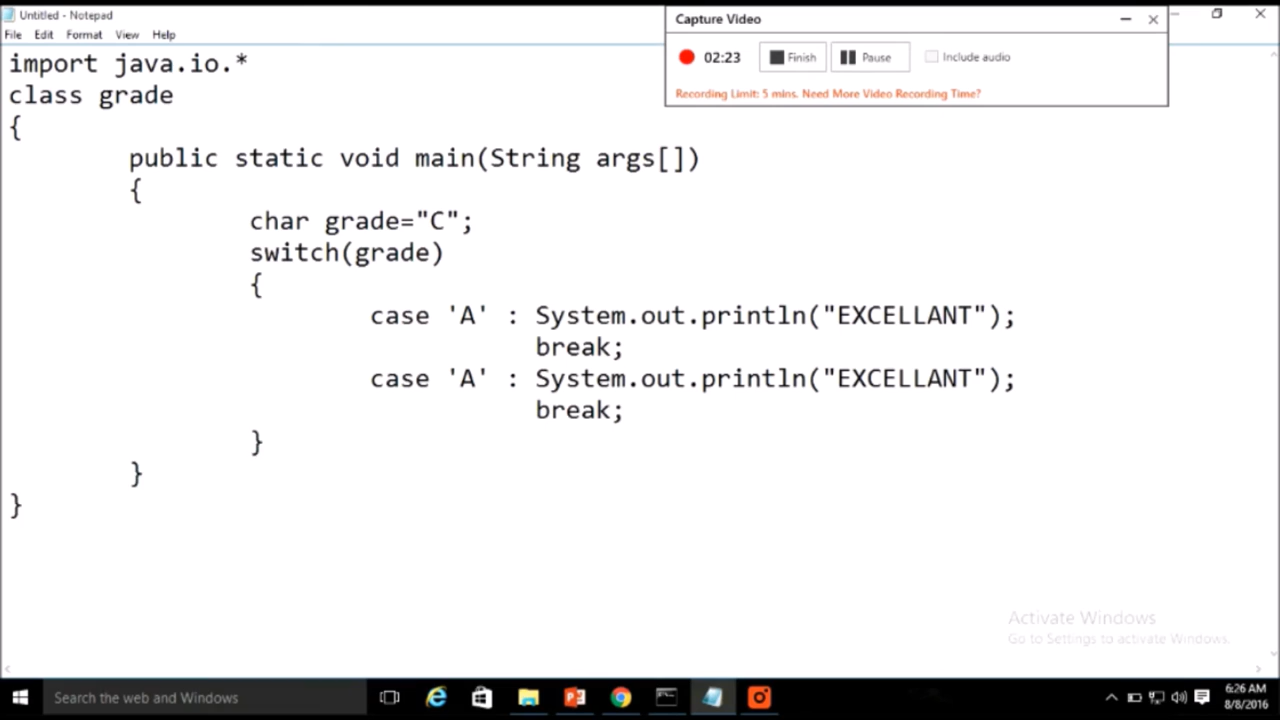 Untitled - Notepad
File Edit Format View Help
Capture Video
02:23 Finish Pause Include audio
Recording Limit: 5 mins. Need More Video Recording Time?
import java.io.*
class grade
{
public static void main(String args[])
{
char grade="C";
switch(grade)
{
case 'A' : System.out.println("EXCELLANT");
break;
case 'A' : System.out.println("EXCELLANT");
break;
}
}
}
Activate Windows
Go to Settings to activate Windows.
Search the web and Windows
6:26 AM
8/8/2016